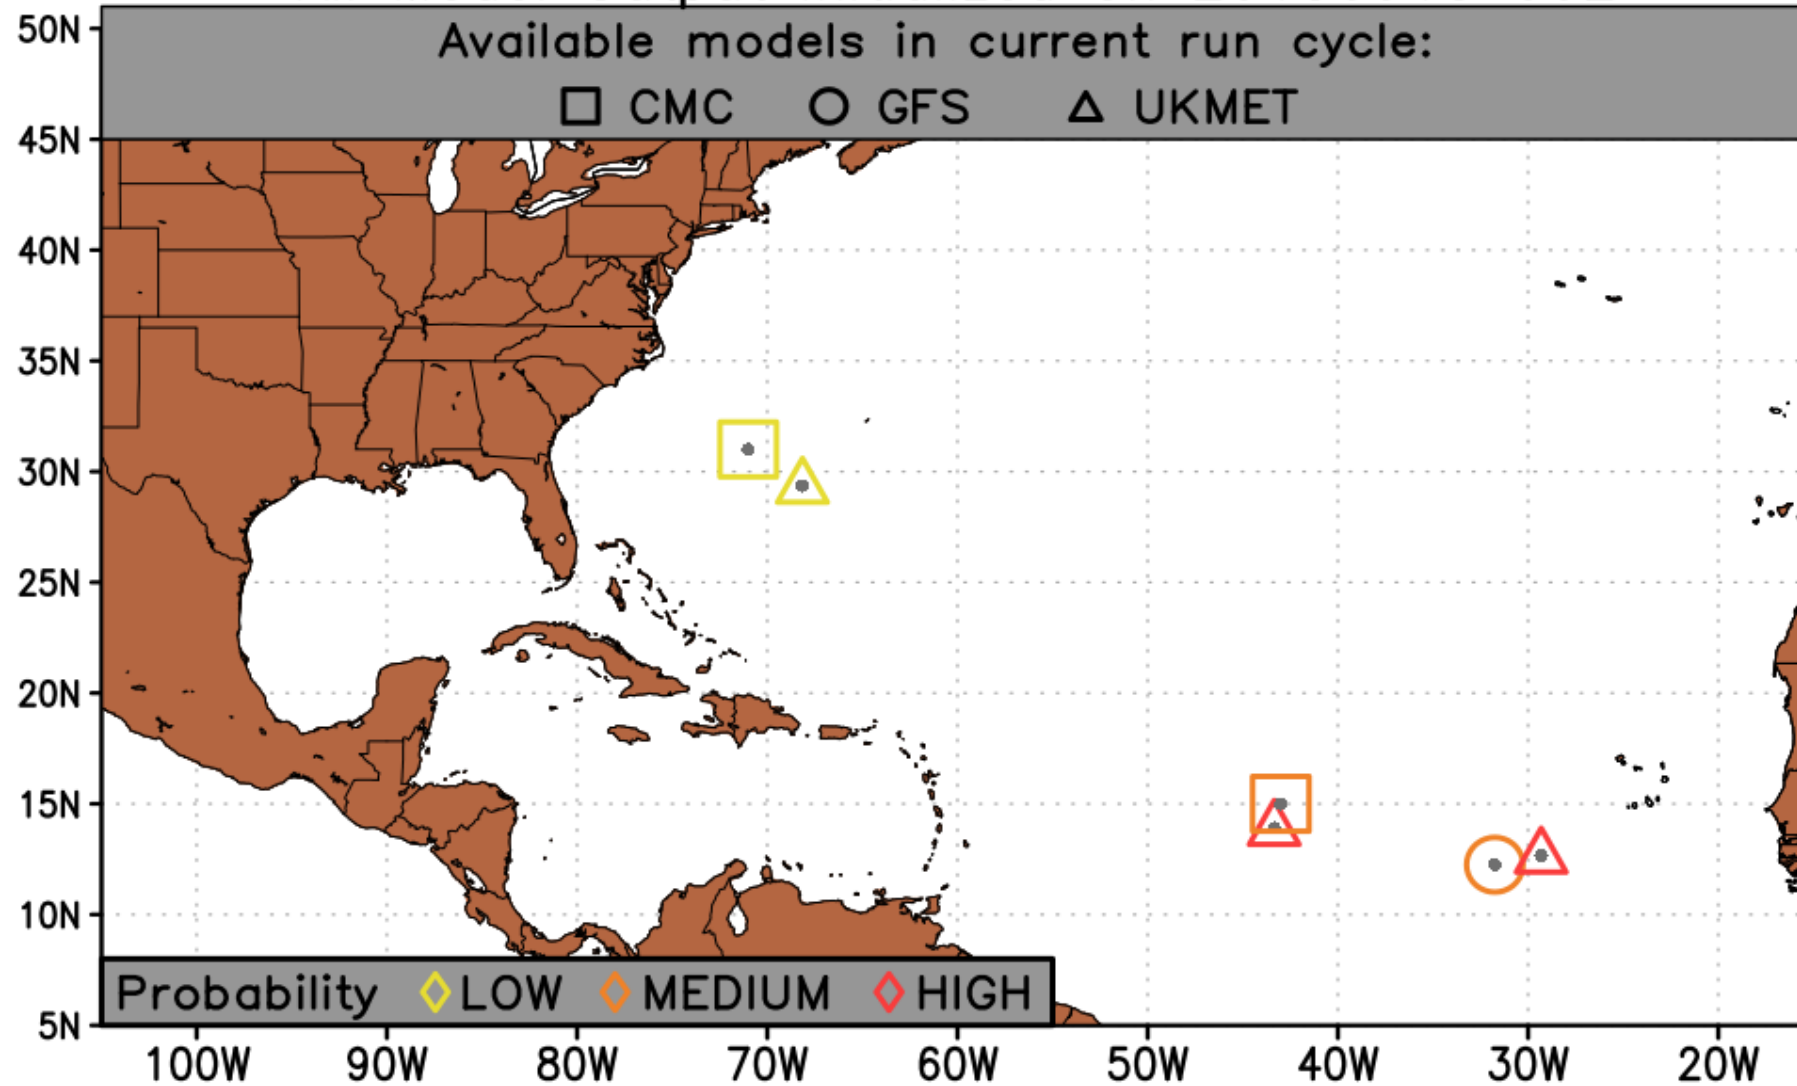 50N
Available models in current run cycle:
CMC GFS UKMET
45N
40N
35N
30N
25N
20N
15N
10N
Probability LOW MEDIUM HIGH
5N
100W 90W 80W 70W 60W 50W 40W 30W 20W